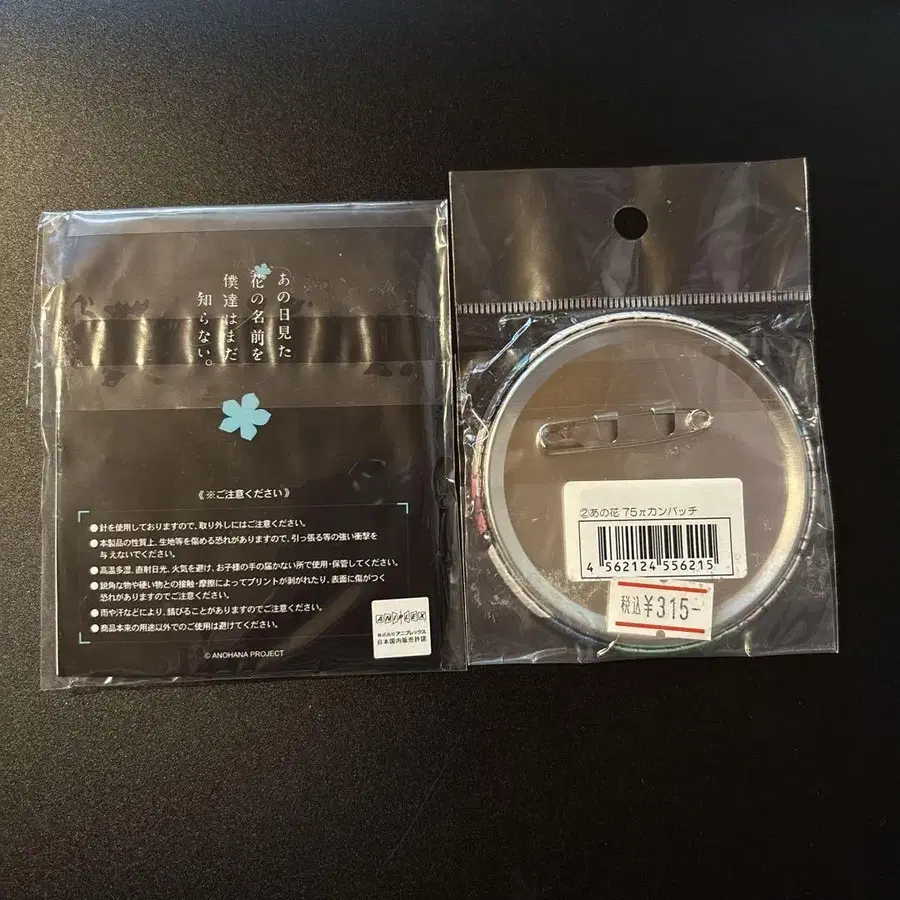 あの日見た
花の名前を
僕達はまだ
知らない。
《※ご注意ください》
●針を使用しておりますので、取り外しにはご注意ください。
●本製品の性質上、生地等を傷める恐れがありますので、引っ張る等の強い衝撃を
与えないでください。
●高温多湿、直射日光、火気を避け、お子様の手の届かない所で使用・保管してください。
●鋭角な物や硬い物との接触・摩擦によってプリントが剥がれたり、表面に傷がつく
恐れがありますのでご注意ください。
●雨や汗などにより、錆びることがありますのでご注意ください。
●商品本来の用途以外でのご使用は避けてください。
© ANOHANA PROJECT
ANIPLEX
株式会社アニプレックス
日本国内販売許諾
②あの花 75πカンバッチ
4 562124 556215
税込¥315-